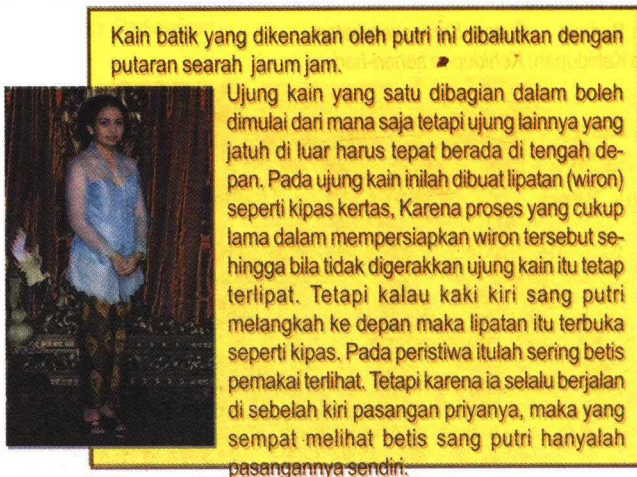 Kain batik yang dikenakan oleh putri ini dibalutkan dengan
putaran searah jarum jam.
Ujung kain yang satu dibagian dalam boleh
dimulai dari mana saja tetapi ujung lainnya yang
jatuh di luar harus tepat berada di tengah de-
pan. Pada ujung kain inilah dibuat lipatan (wiron)
seperti kipas kertas, Karena proses yang cukup
lama dalam mempersiapkan wiron tersebut se-
hingga bila tidak digerakkan ujung kain itu tetap
terlipat. Tetapi kalau kaki kiri sang putri
melangkah ke depan maka lipatan itu terbuka
seperti kipas. Pada peristiwa itulah sering betis
pemakai terlihat. Tetapi karena ia selalu berjalan
di sebelah kiri pasangan priyanya, maka yang
sempat melihat betis sang putri hanyalah
pasangannya sendiri.